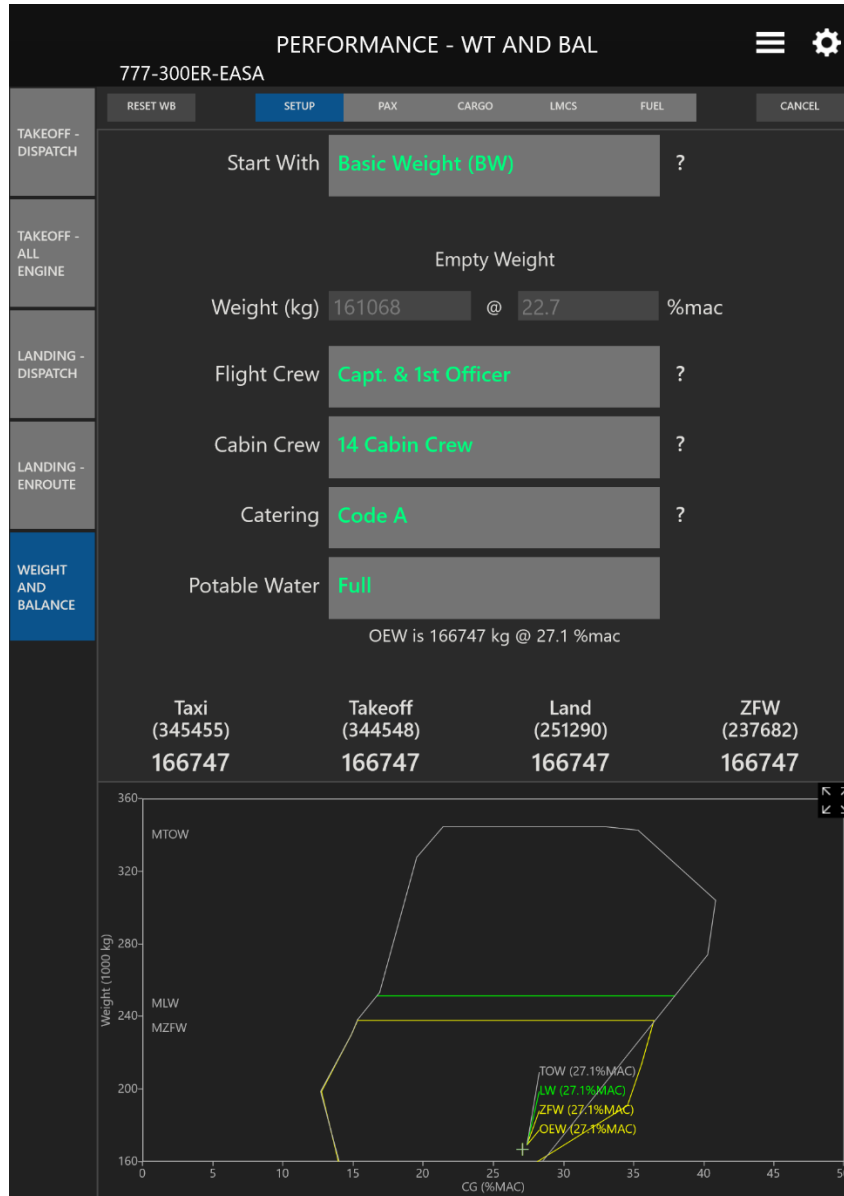 PERFORMANCE - WT AND BAL
777-300ER-EASA
RESET WB
SETUP
PAX
CARGO
LMCS
FUEL
CANCEL
TAKEOFF -
DISPATCH
TAKEOFF -
ALL
ENGINE
LANDING -
DISPATCH
LANDING -
ENROUTE
WEIGHT
AND
BALANCE
Start With Basic Weight (BW) ?
Empty Weight
Weight (kg) 161068 @ 22.7 %mac
Flight Crew Capt. & 1st Officer ?
Cabin Crew 14 Cabin Crew ?
Catering Code A ?
Potable Water Full
OEW is 166747 kg @ 27.1 %mac
Taxi Takeoff Land ZFW
(345455) (344548) (251290) (237682)
166747 166747 166747 166747
Weight (1000 kg)
360
MTOW
320
280
MLW
240
MZFW
200
160
TOW (27.1%MAC)
LW (27.1%MAC)
ZFW (27.1%MAC)
OEW (27.1%MAC)
0 5 10 15 20 25 30 35 40 45 5
CG (%MAC)